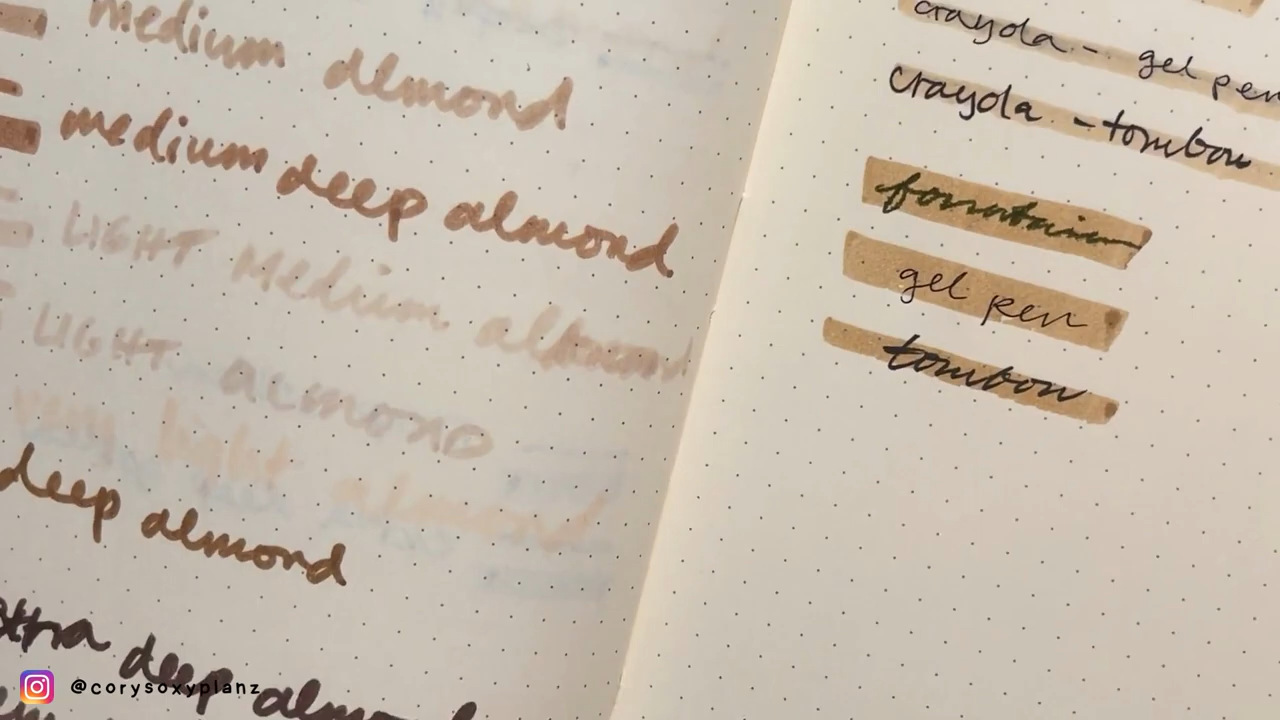 medium almond
medium deep almond
LIGHT Medium almond
LIGHT ALMOND
very light almond
deep almond
extra deep almond
crayola - gel pen
crayola - tombow
fountain
gel pen
tombow
@corysoxyplanz